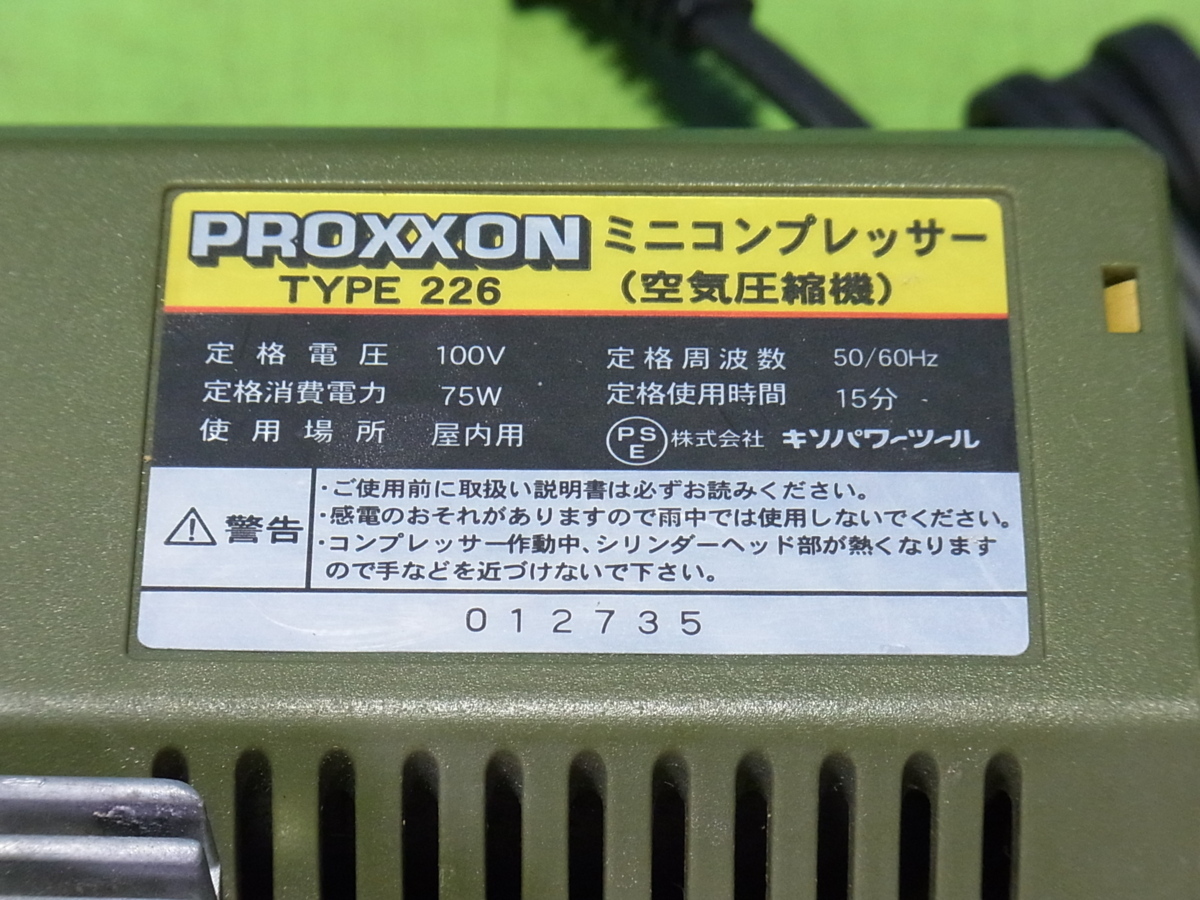 PROXXON ミニコンプレッサー
TYPE 226 (空気圧縮機)
定格電圧 100V 定格周波数 50/60Hz
定格消費電力 75W 定格使用時間 15分
使用場所 屋内用 PSE 株式会社 キソパワーツール
⚠警告
・ご使用前に取扱い説明書は必ずお読みください。
・感電のおそれがありますので雨中では使用しないでください。
・コンプレッサー作動中、シリンダーヘッド部が熱くなります
ので手などを近づけないで下さい。
012735